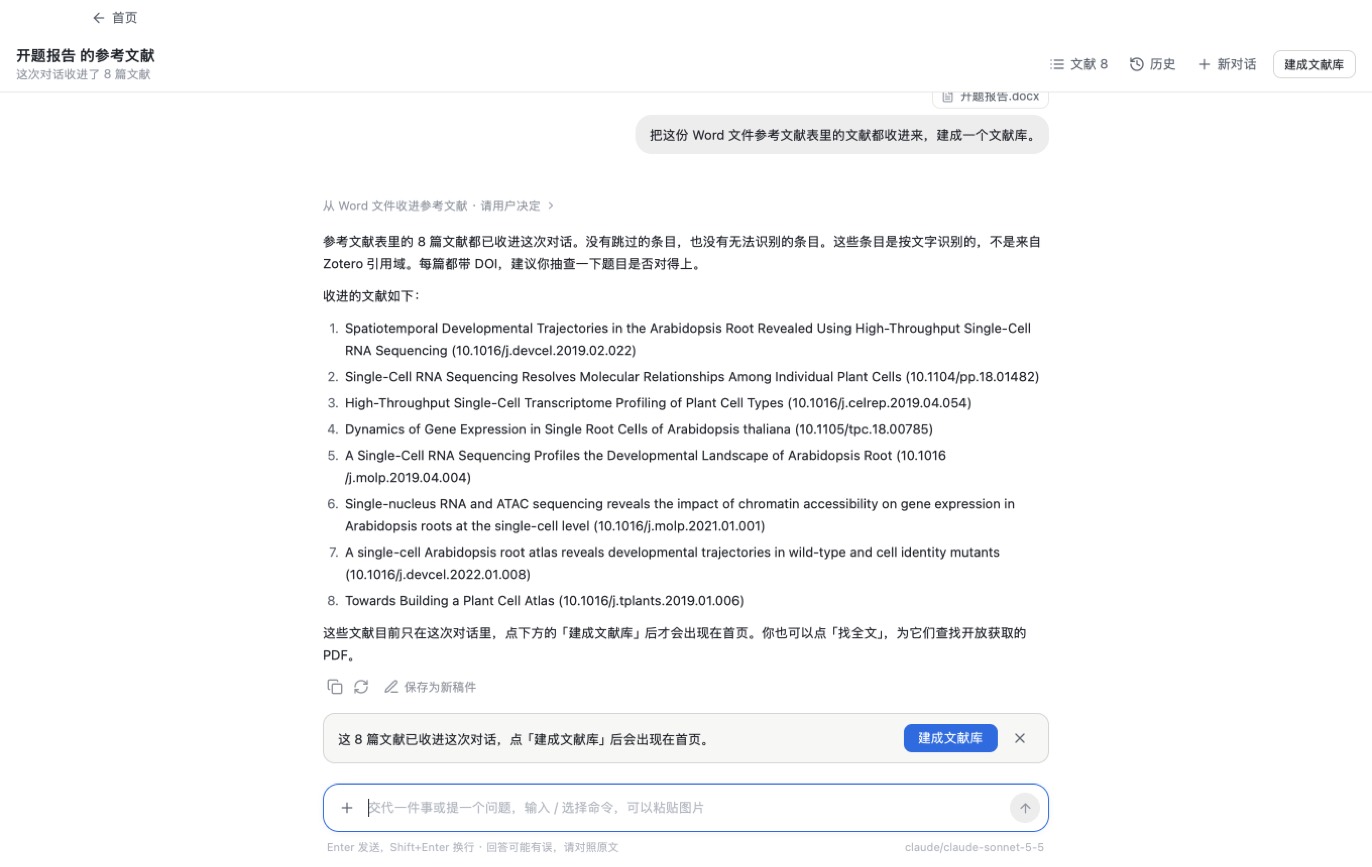 首页
开题报告 的参考文献
这次对话收进了 8 篇文献
文献 8
历史
新对话
建成文献库
开题报告.docx
把这份 Word 文件参考文献表里的文献都收进来，建成一个文献库。
从 Word 文件收进参考文献 · 请用户决定
参考文献表里的 8 篇文献都已收进这次对话。没有跳过的条目，也没有无法识别的条目。这些条目是按文字识别的，不是来自
Zotero 引用域。每篇都带 DOI，建议你抽查一下题目是否对得上。
收进的文献如下：
1. Spatiotemporal Developmental Trajectories in the Arabidopsis Root Revealed Using High-Throughput Single-Cell
RNA Sequencing (10.1016/j.devcel.2019.02.022)
2. Single-Cell RNA Sequencing Resolves Molecular Relationships Among Individual Plant Cells (10.1104/pp.18.01482)
3. High-Throughput Single-Cell Transcriptome Profiling of Plant Cell Types (10.1016/j.celrep.2019.04.054)
4. Dynamics of Gene Expression in Single Root Cells of Arabidopsis thaliana (10.1105/tpc.18.00785)
5. A Single-Cell RNA Sequencing Profiles the Developmental Landscape of Arabidopsis Root (10.1016
/j.molp.2019.04.004)
6. Single-nucleus RNA and ATAC sequencing reveals the impact of chromatin accessibility on gene expression in
Arabidopsis roots at the single-cell level (10.1016/j.molp.2021.01.001)
7. A single-cell Arabidopsis root atlas reveals developmental trajectories in wild-type and cell identity mutants
(10.1016/j.devcel.2022.01.008)
8. Towards Building a Plant Cell Atlas (10.1016/j.tplants.2019.01.006)
这些文献目前只在这次对话里，点下方的「建成文献库」后才会出现在首页。你也可以点「找全文」，为它们查找开放获取的
PDF。
保存为新稿件
这 8 篇文献已收进这次对话，点「建成文献库」后会出现在首页。
建成文献库
交代一件事或提一个问题，输入 / 选择命令，可以粘贴图片
Enter 发送，Shift+Enter 换行 · 回答可能有误，请对照原文
claude/claude-sonnet-5-5